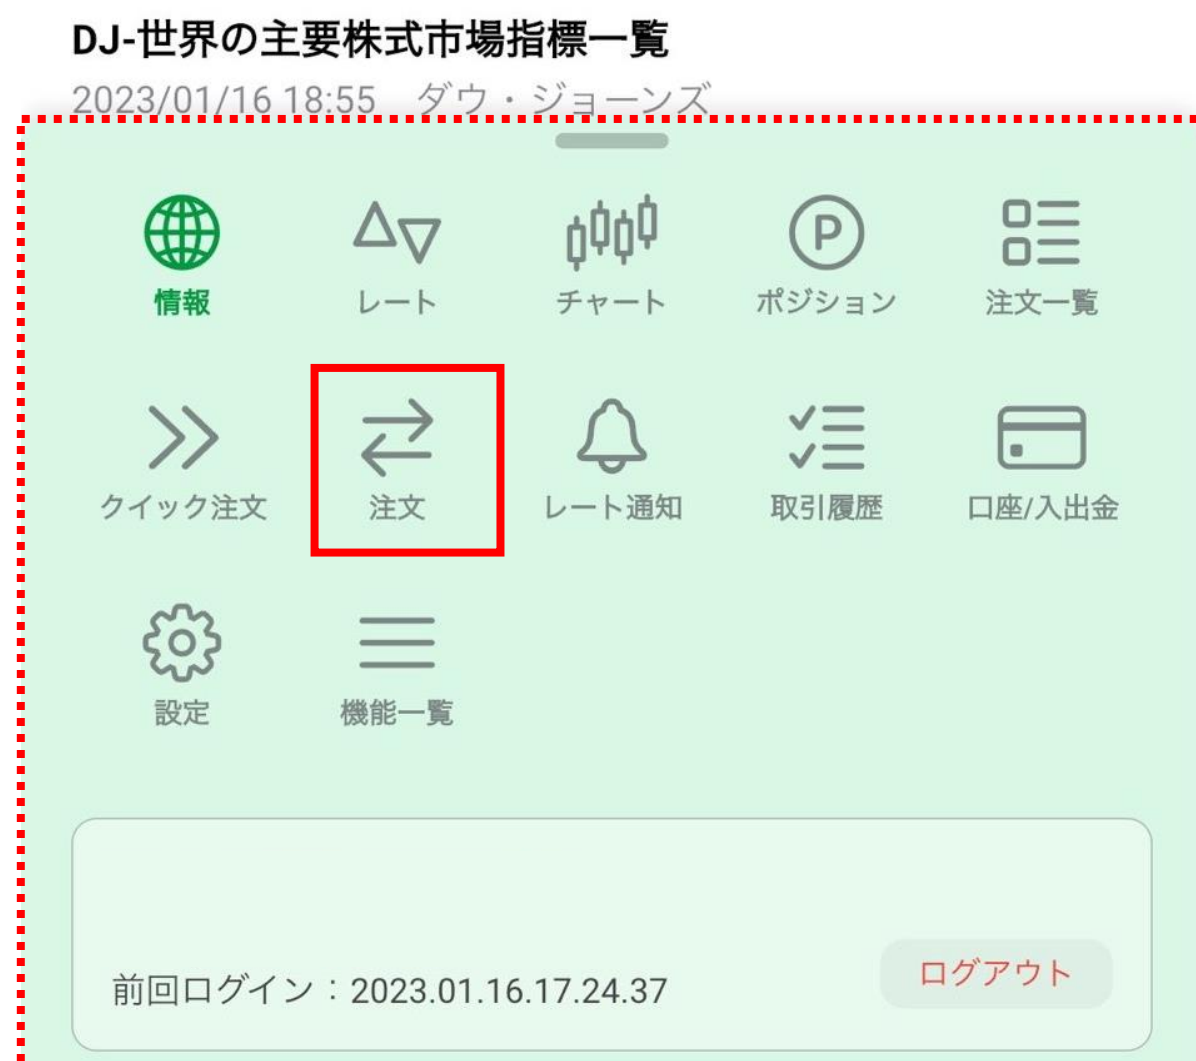 DJ-世界の主要株式市場指標一覧
2023/01/16 18:55 ダウ・ジョーンズ
情報 レート チャート ポジション 注文一覧
クイック注文 注文 レート通知 取引履歴 口座/入出金
設定 機能一覧
前回ログイン：2023.01.16.17.24.37 ログアウト